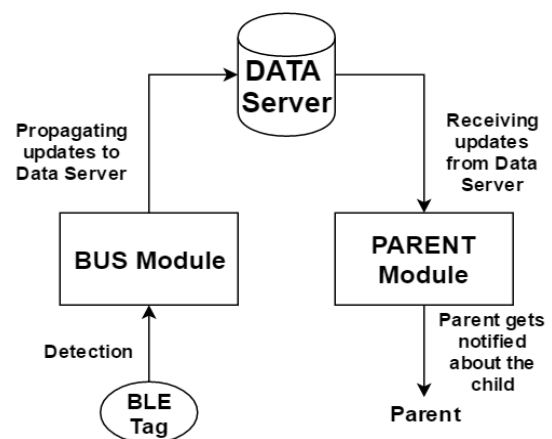 DATA
Server
Propagating
updates to
Data Server
Receiving
updates
from Data
Server
BUS Module
PARENT
Module
Detection
Parent gets
notified
about the
child
BLE
Tag
Parent